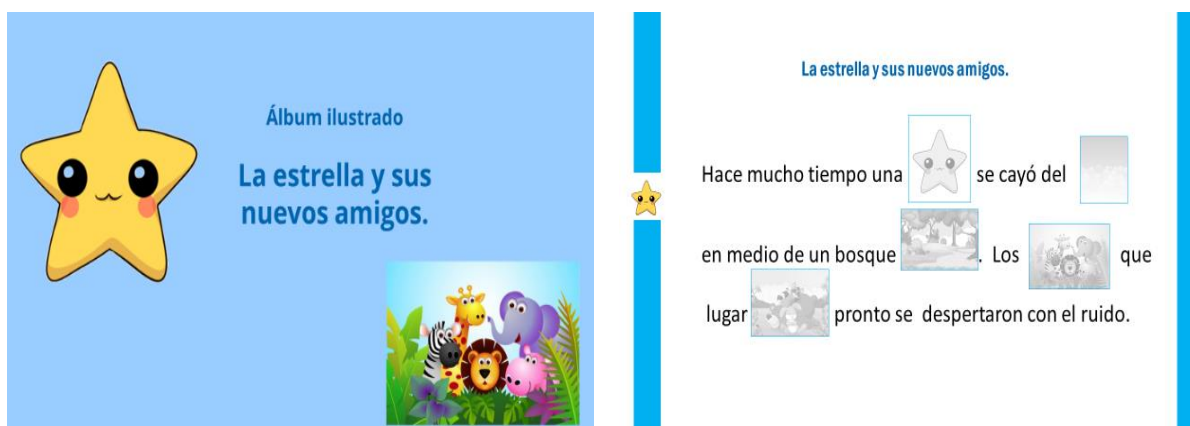 Álbum ilustrado
La estrella y sus
nuevos amigos.
La estrella y sus nuevos amigos.
Hace mucho tiempo una se cayó del
en medio de un bosque . Los que
lugar pronto se despertaron con el ruido.